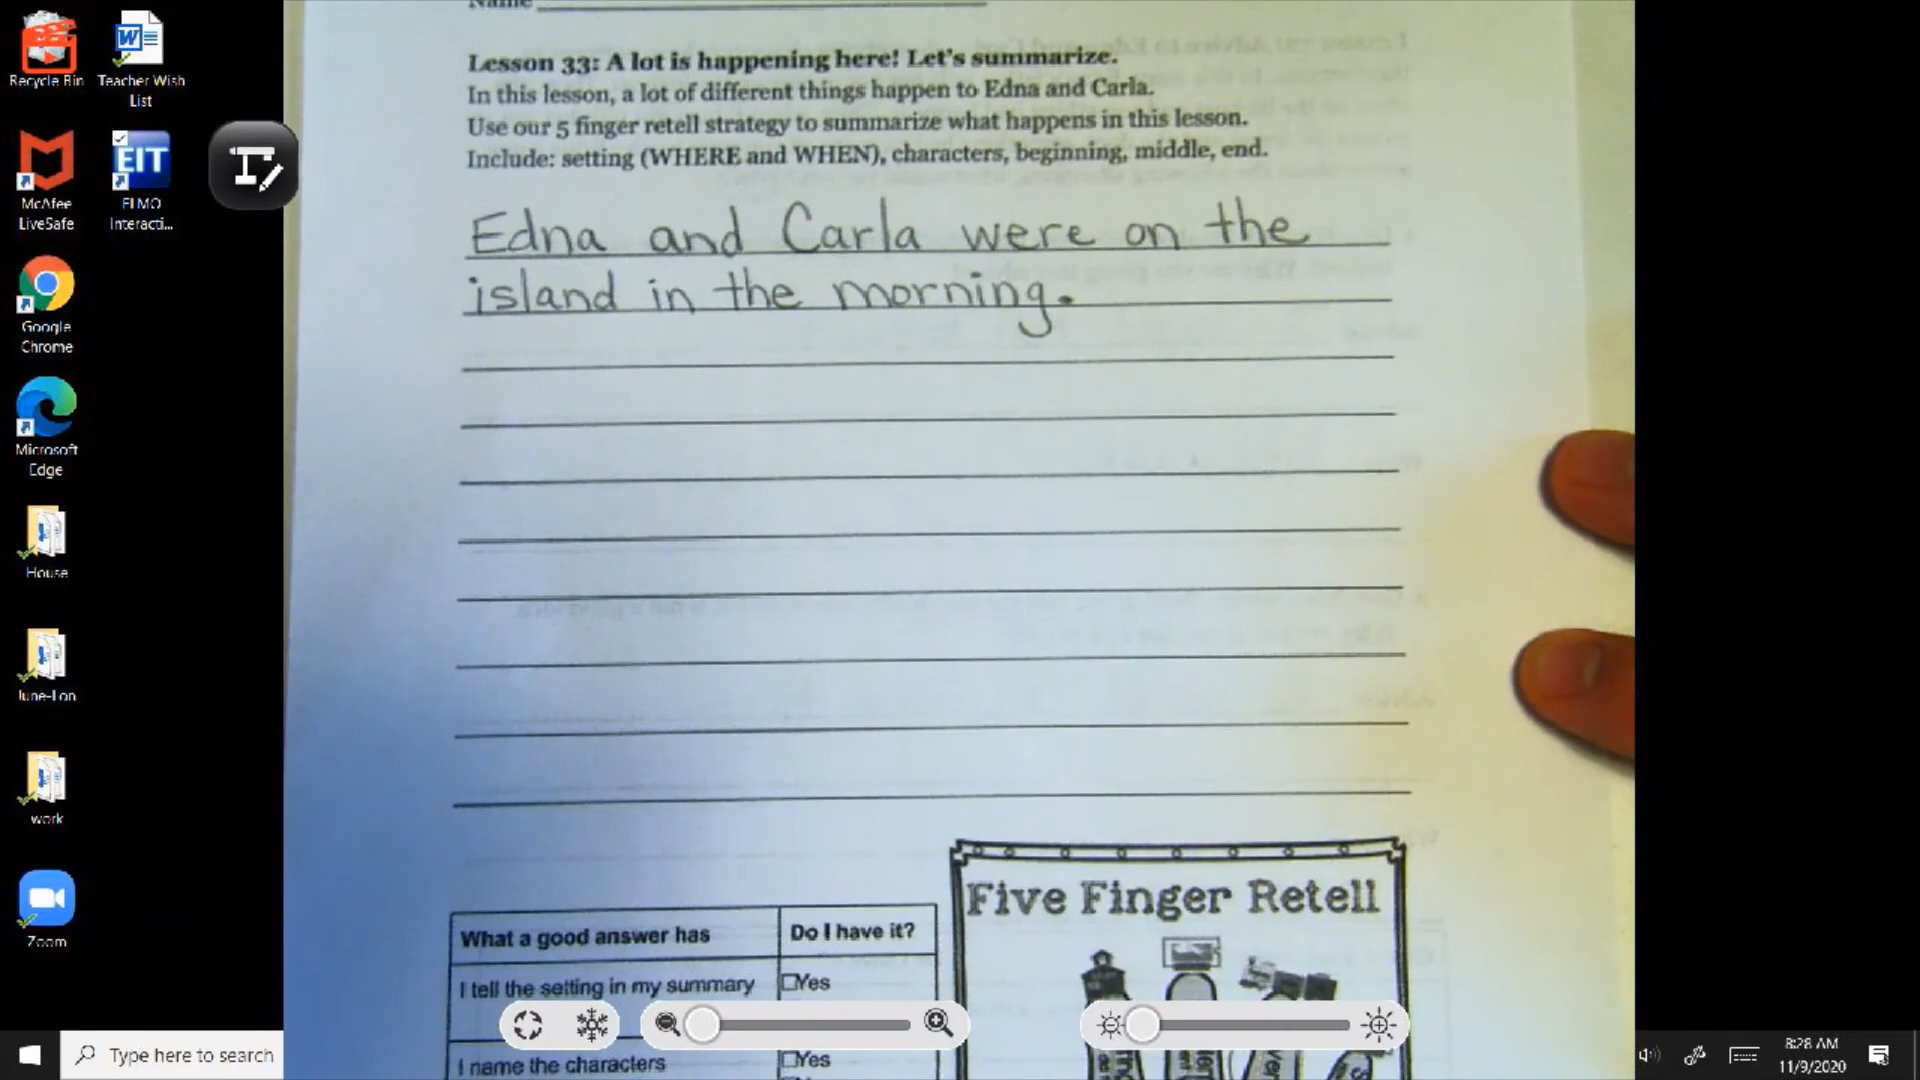 Recycle Bin
Teacher Wish List
McAfee LiveSafe
EIT
ELMO Interacti...
Google Chrome
Microsoft Edge
House
work
Zoom
Type here to search
Name
Lesson 33: A lot is happening here! Let's summarize.
In this lesson, a lot of different things happen to Edna and Carla.
Use our 5 finger retell strategy to summarize what happens in this lesson.
Include: setting (WHERE and WHEN), characters, beginning, middle, end.
Edna and Carla were on the
island in the morning.
What a good answer has
Do I have it?
I tell the setting in my summary
Yes
I name the characters
Yes
Five Finger Retell
8:28 AM
11/9/2020